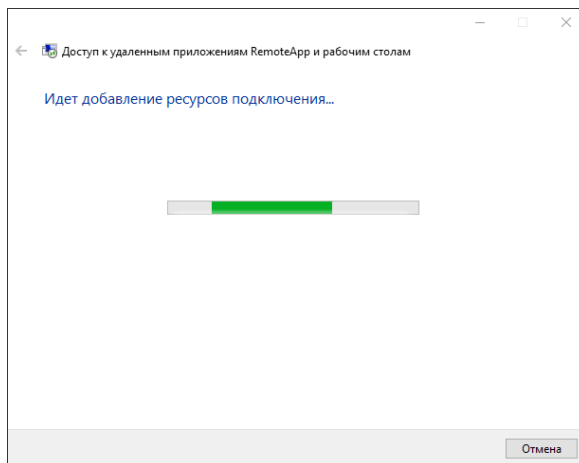 Доступ к удаленным приложениям RemoteApp и рабочим столам
Идет добавление ресурсов подключения...
Отмена